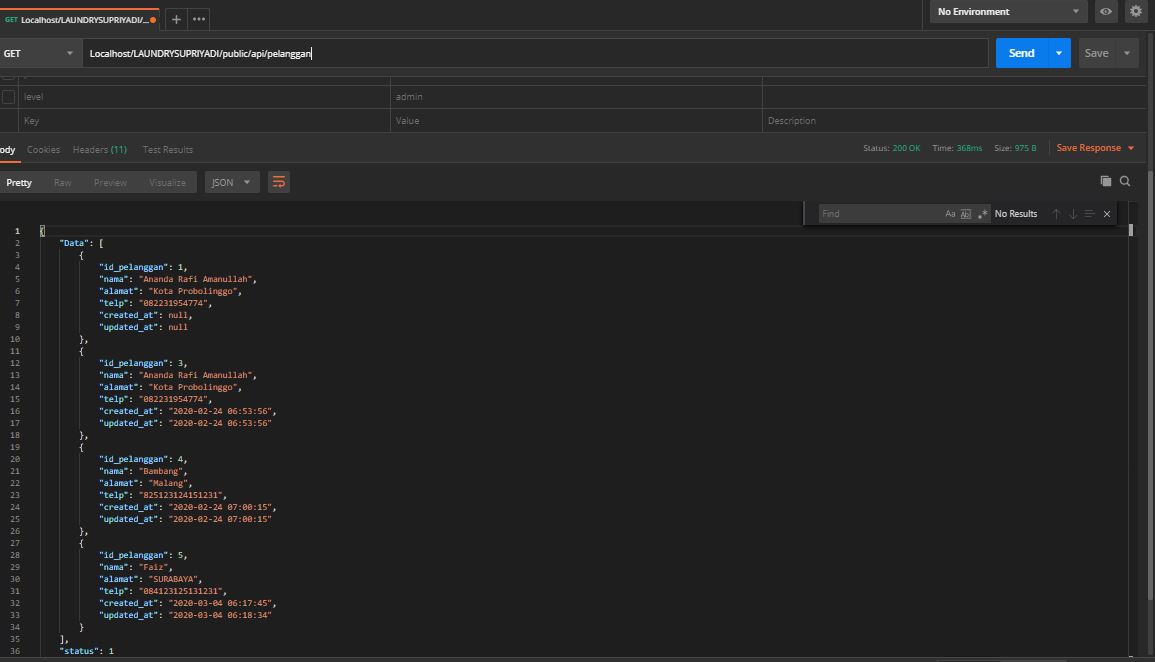 GET Localhost/LAUNDRYSUPRIYADI/...
No Environment
GET
Localhost/LAUNDRYSUPRIYADI/public/api/pelanggan
Send
Save
level admin
Key Value Description
ody Cookies Headers (11) Test Results
Status: 200 OK Time: 368ms Size: 975 B Save Response
Pretty Raw Preview Visualize JSON
Find Aa Abl .* No Results
1 {
2 "Data": [
3 {
4 "id_pelanggan": 1,
5 "nama": "Ananda Rafi Amanullah",
6 "alamat": "Kota Probolinggo",
7 "telp": "082231954774",
8 "created_at": null,
9 "updated_at": null
10 },
11 {
12 "id_pelanggan": 3,
13 "nama": "Ananda Rafi Amanullah",
14 "alamat": "Kota Probolinggo",
15 "telp": "082231954774",
16 "created_at": "2020-02-24 06:53:56",
17 "updated_at": "2020-02-24 06:53:56"
18 },
19 {
20 "id_pelanggan": 4,
21 "nama": "Bambang",
22 "alamat": "Malang",
23 "telp": "825123124151231",
24 "created_at": "2020-02-24 07:00:15",
25 "updated_at": "2020-02-24 07:00:15"
26 },
27 {
28 "id_pelanggan": 5,
29 "nama": "Faiz",
30 "alamat": "SURABAYA",
31 "telp": "084123125131231",
32 "created_at": "2020-03-04 06:17:45",
33 "updated_at": "2020-03-04 06:18:34"
34 }
35 ],
36 "status": 1